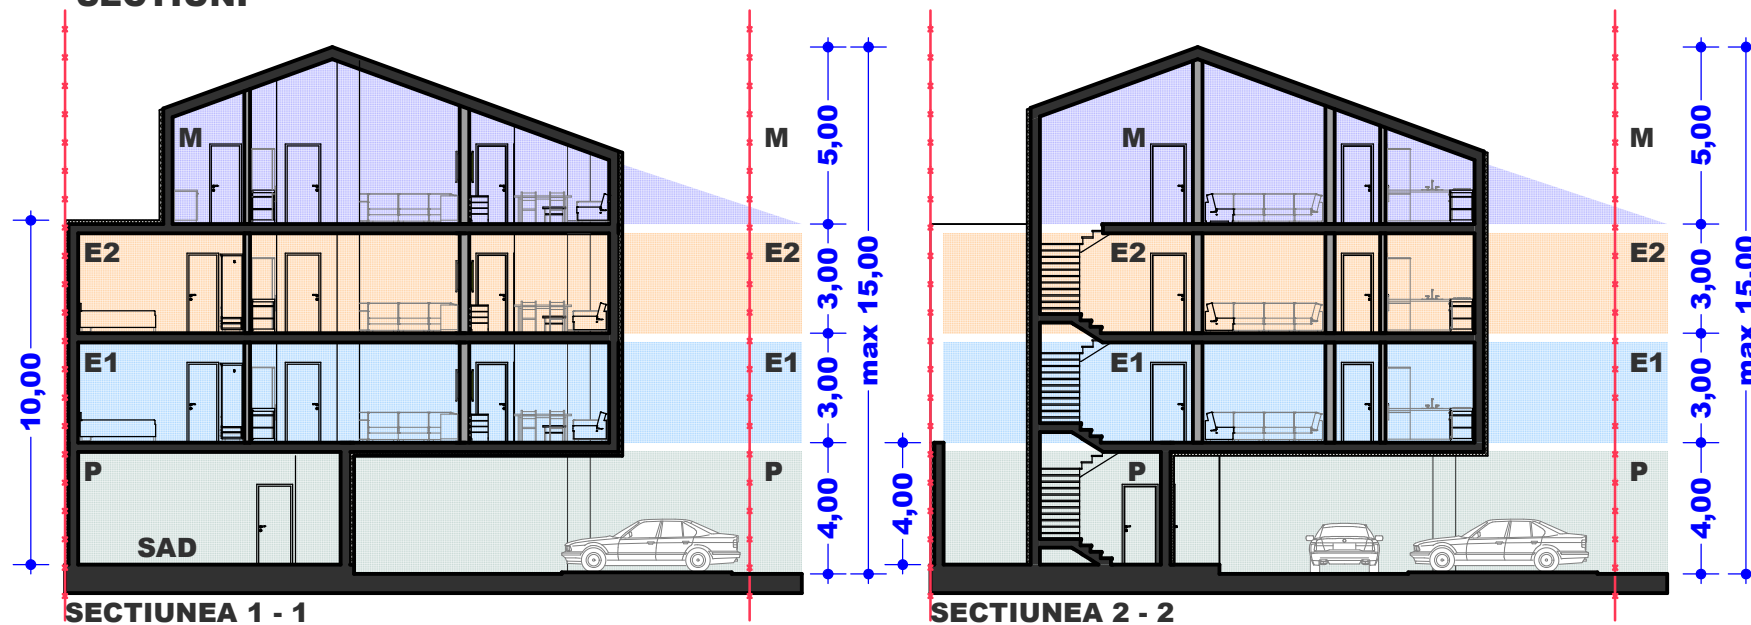 SECTIUNI
M
M
M
M
5,00
5,00
E2
E2
E2
E2
3,00
3,00
max 15,00
max 15,00
E1
E1
E1
E1
3,00
3,00
10,00
P
P
P
P
4,00
4,00
4,00
SAD
SECTIUNEA 1 - 1
SECTIUNEA 2 - 2